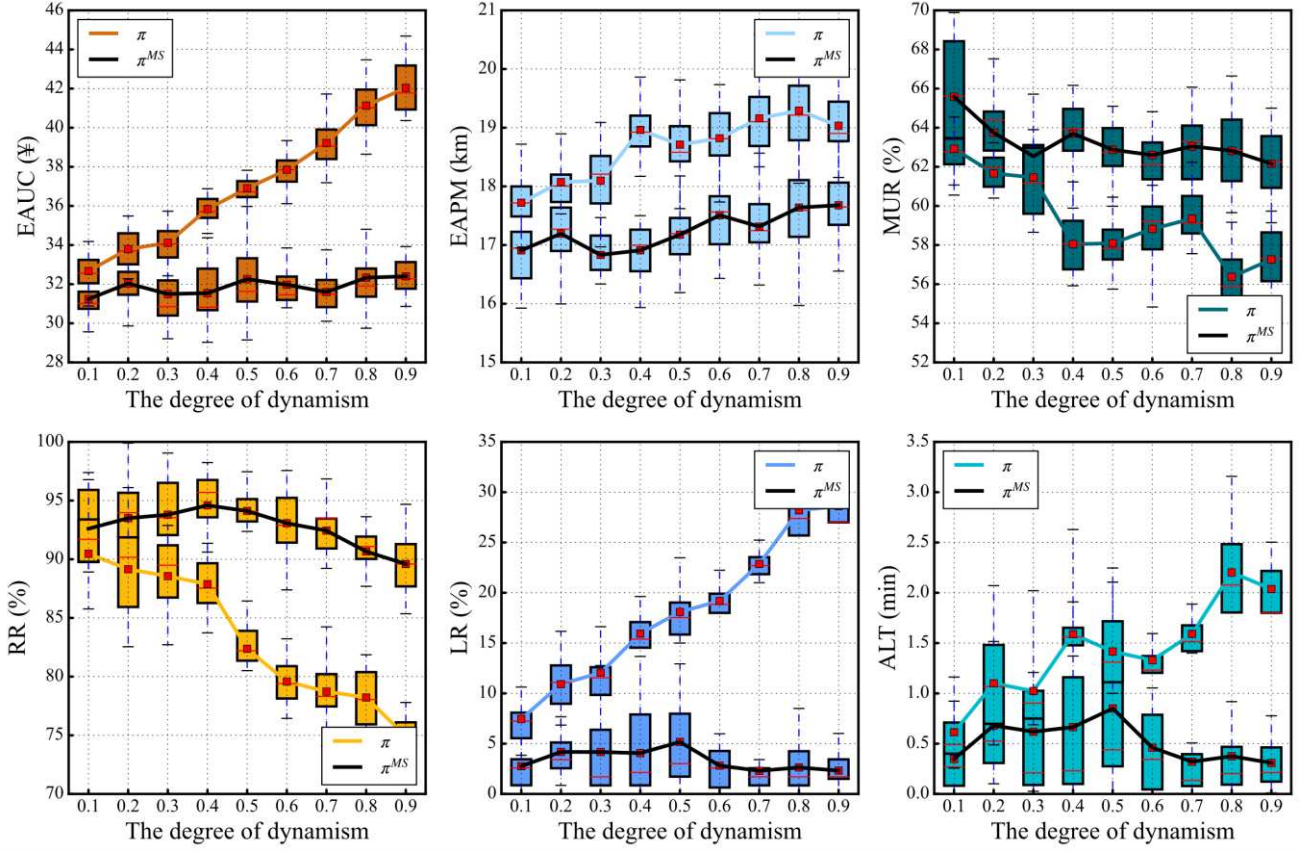 46
44
42
40
38
36
34
32
31
28
EAUC (¥)
π
π^MS
0.1 0.2 0.3 0.4 0.5 0.6 0.7 0.8 0.9
The degree of dynamism
21
20
19
18
17
16
15
EAPM (km)
π
π^MS
0.1 0.2 0.3 0.4 0.5 0.6 0.7 0.8 0.9
The degree of dynamism
70
68
66
64
62
60
58
56
54
52
MUR (%)
π
π^MS
0.1 0.2 0.3 0.4 0.5 0.6 0.7 0.8 0.9
The degree of dynamism
100
95
90
85
80
75
70
RR (%)
π
π^MS
0.1 0.2 0.3 0.4 0.5 0.6 0.7 0.8 0.9
The degree of dynamism
35
30
25
20
15
10
5
0
LR (%)
π
π^MS
0.1 0.2 0.3 0.4 0.5 0.6 0.7 0.8 0.9
The degree of dynamism
3.5
3.0
2.5
2.0
1.5
1.0
0.5
0.0
ALT (min)
π
π^MS
0.1 0.2 0.3 0.4 0.5 0.6 0.7 0.8 0.9
The degree of dynamism